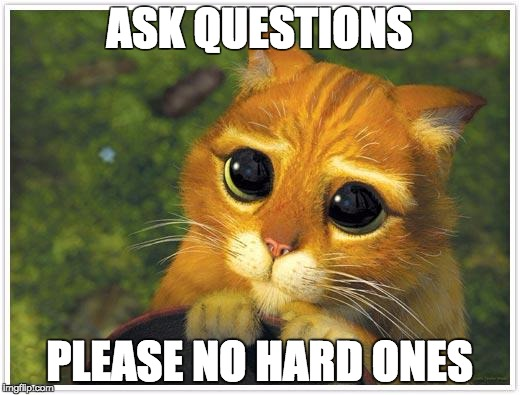 ASK QUESTIONS
PLEASE NO HARD ONES
imgflip.com